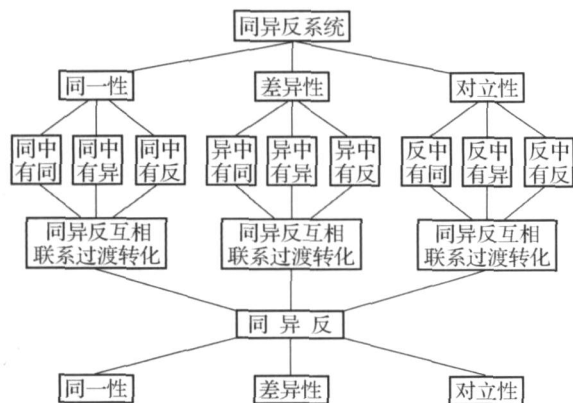 同异反系统
同一性
差异性
对立性
同中
有同
同中
有异
同中
有反
异中
有同
异中
有异
异中
有反
反中
有同
反中
有异
反中
有反
同异反互相
联系过渡转化
同异反互相
联系过渡转化
同异反互相
联系过渡转化
同异反
同一性
差异性
对立性